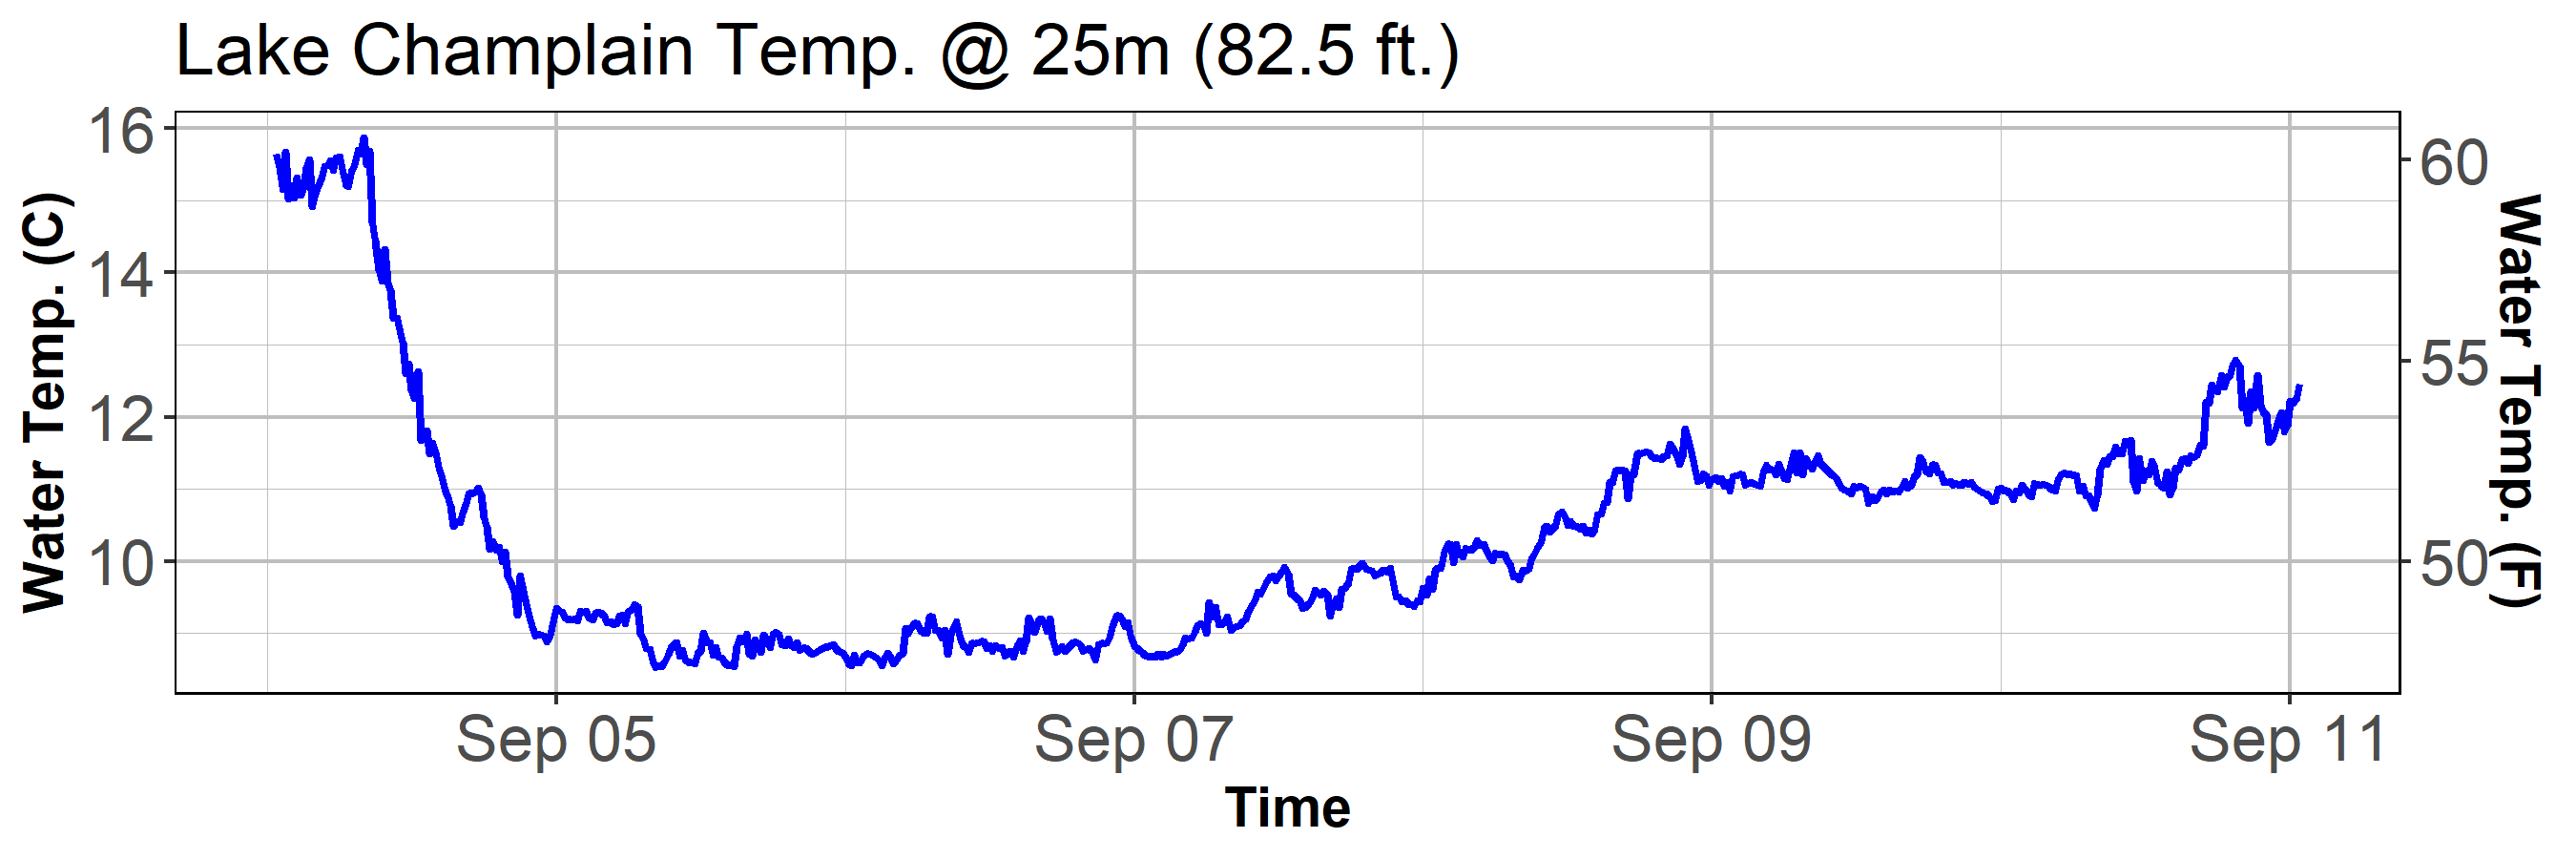 Lake Champlain Temp. @ 25m (82.5 ft.)
Water Temp. (C)
16
14
12
10
60
55
50
Water Temp. (F)
Sep 05
Sep 07
Sep 09
Sep 11
Time